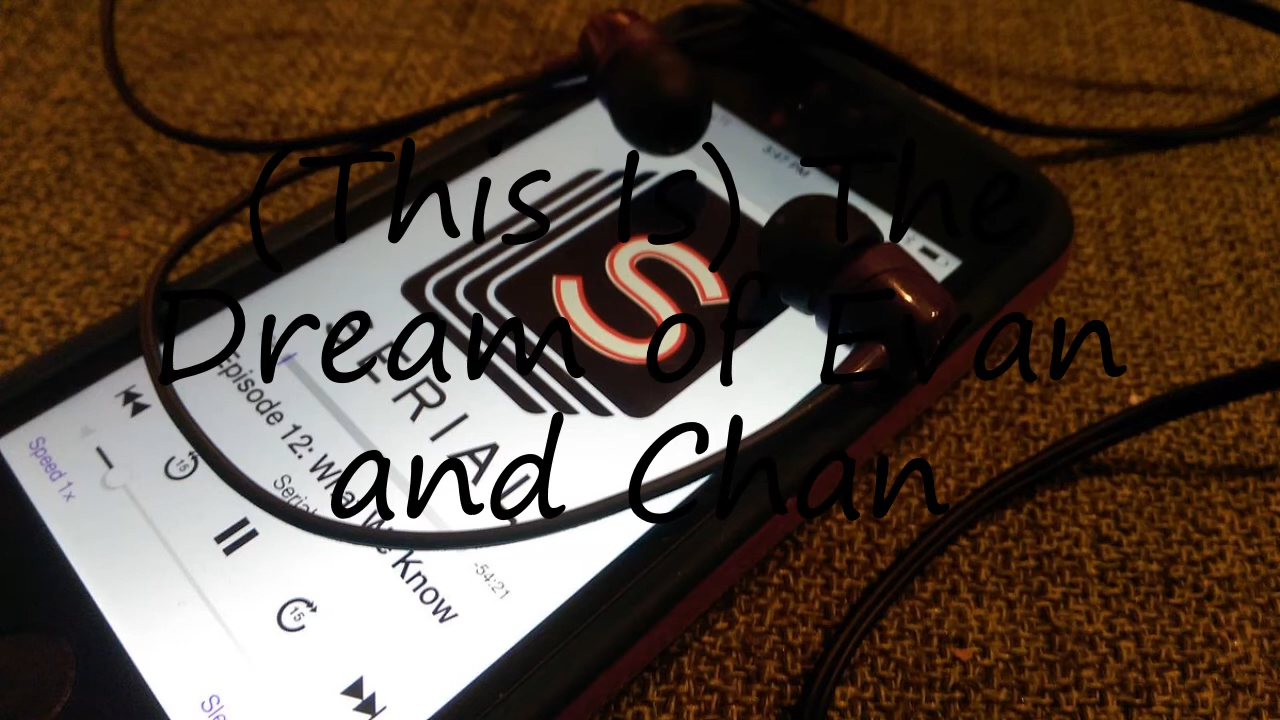 (This Is) The
Dream of Evan
and Chan
3:47 PM
S
SERIAL
Episode 12: What We Know
Serial
-54:21
15
15
Speed 1x
Sle